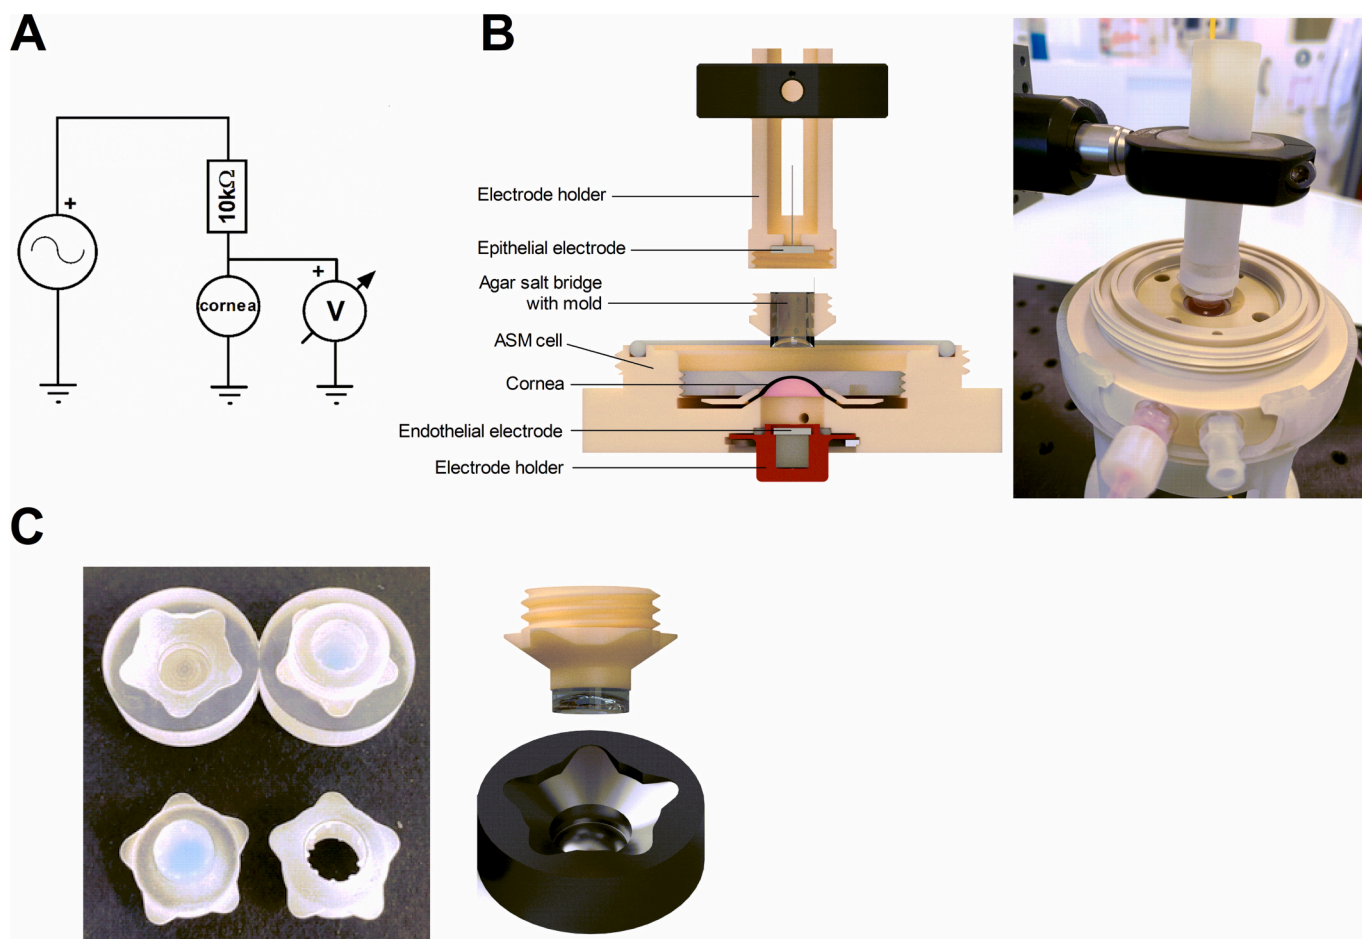 A
B
+
10kΩ
+
cornea
V
Electrode holder
Epithelial electrode
Agar salt bridge
with mold
ASM cell
Cornea
Endothelial electrode
Electrode holder
C